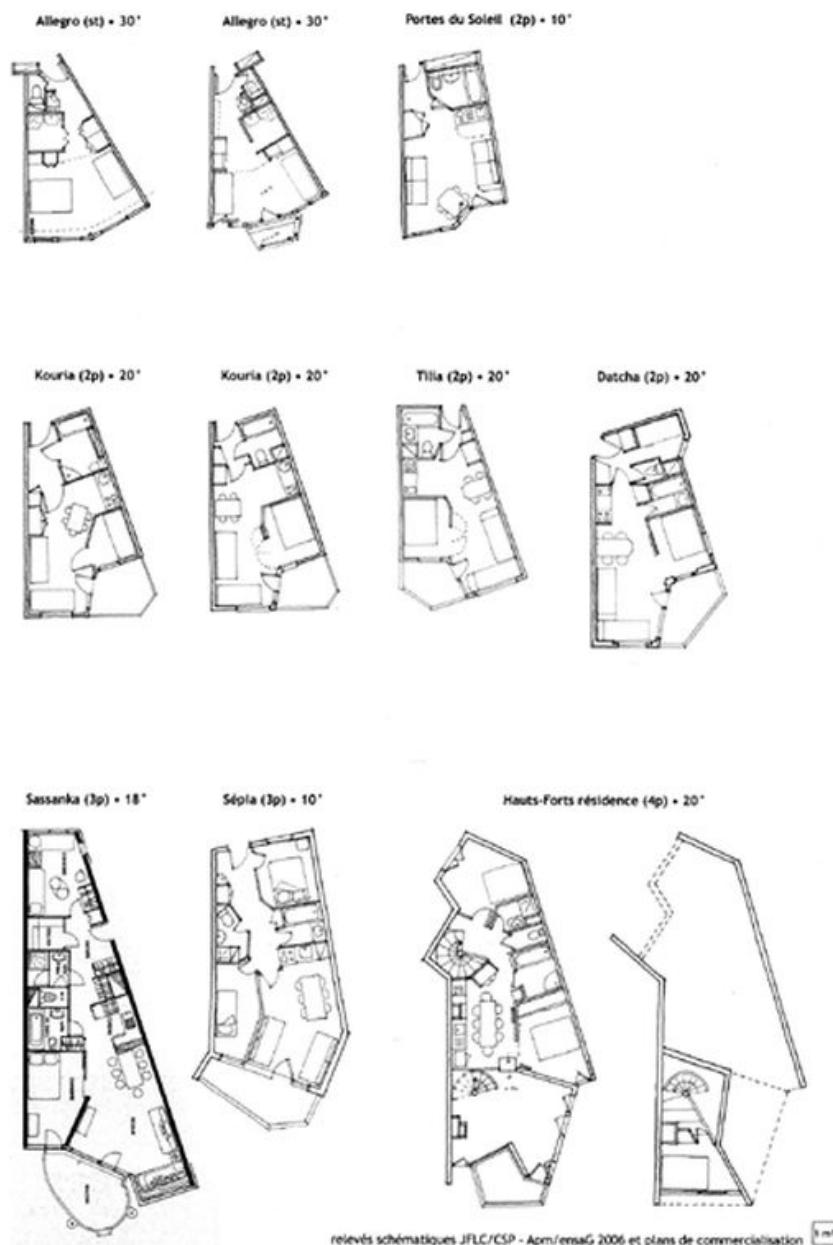 Allegro (st) • 30°
Allegro (st) • 30°
Portes du Soleil (2p) • 10°
Kouria (2p) • 20°
Kouria (2p) • 20°
Tilia (2p) • 20°
Datcha (2p) • 20°
Sassanka (3p) • 18°
Sépia (3p) • 10°
Hauts-Forts résidence (4p) • 20°
relevés schématiques JFLC/CSP - Apm/ensaG 2006 et plans de commercialisation